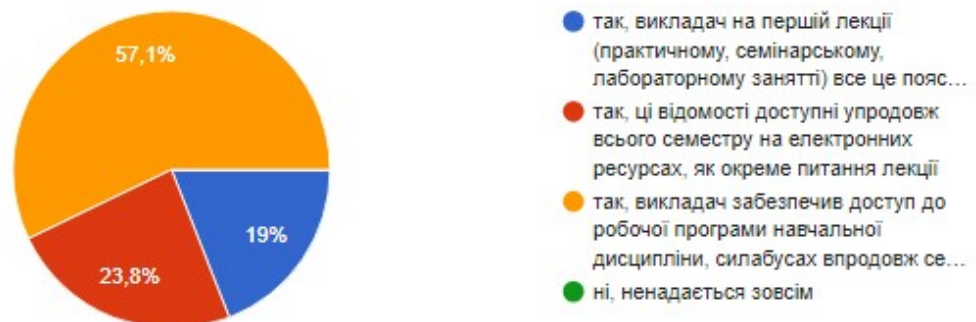 57,1%
19%
23,8%
так, викладач на першій лекції
(практичному, семінарському,
лабораторному занятті) все це пояс...
так, ці відомості доступні упродовж
всього семестру на електронних
ресурсах, як окреме питання лекції
так, викладач забезпечив доступ до
робочої програми навчальної
дисципліни, силабусах впродовж се...
ні, ненадається зовсім